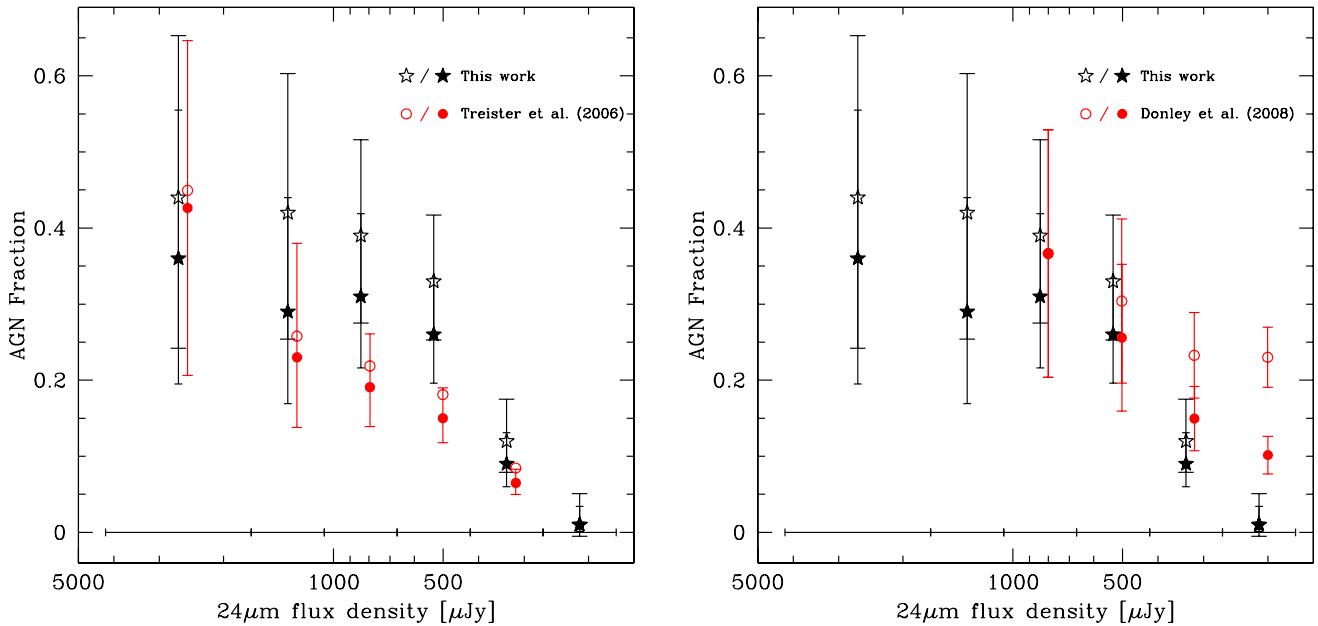 0.6
0.4
0.2
0
AGN Fraction
☆ / ★ This work
○ / ● Treister et al. (2006)
5000
1000
500
24μm flux density [μJy]
0.6
0.4
0.2
0
AGN Fraction
☆ / ★ This work
○ / ● Donley et al. (2008)
5000
1000
500
24μm flux density [μJy]